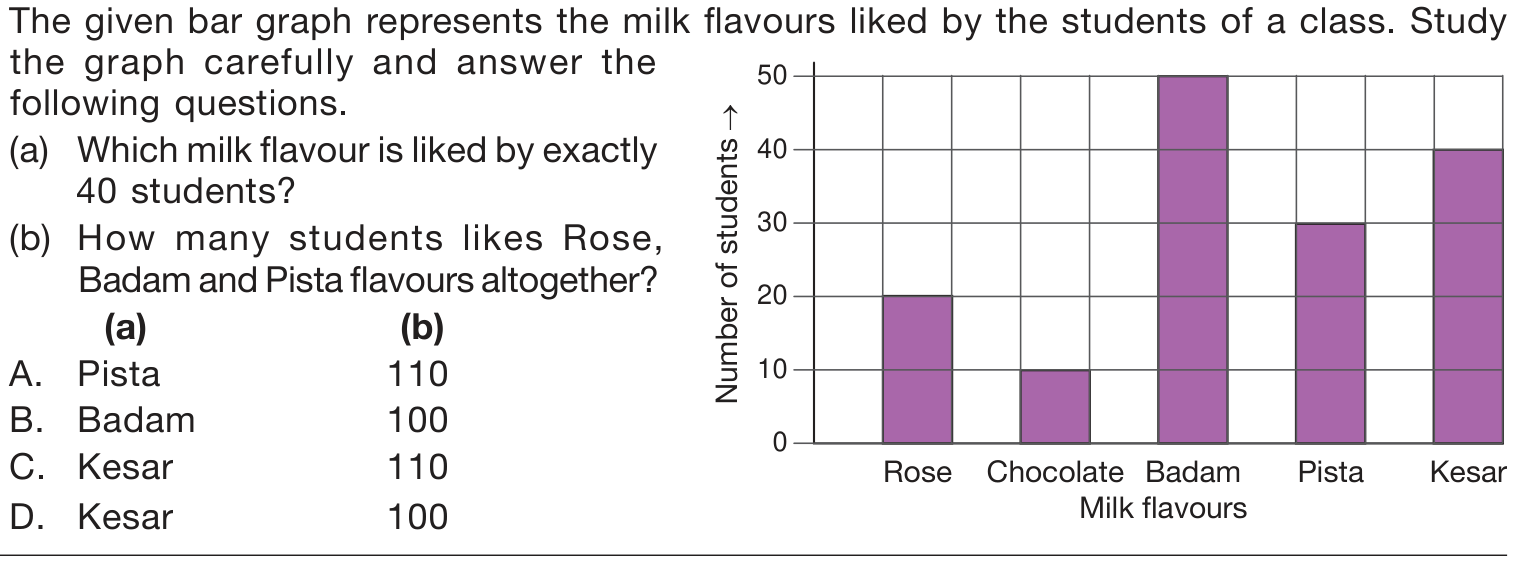 The given bar graph represents the milk flavours liked by the students of a class. Study
the graph carefully and answer the
following questions.
(a) Which milk flavour is liked by exactly
40 students?
(b) How many students likes Rose,
Badam and Pista flavours altogether?
(a) (b)
A. Pista 110
B. Badam 100
C. Kesar 110
D. Kesar 100
Number of students →
50
40
30
20
10
0
Rose Chocolate Badam Pista Kesar
Milk flavours